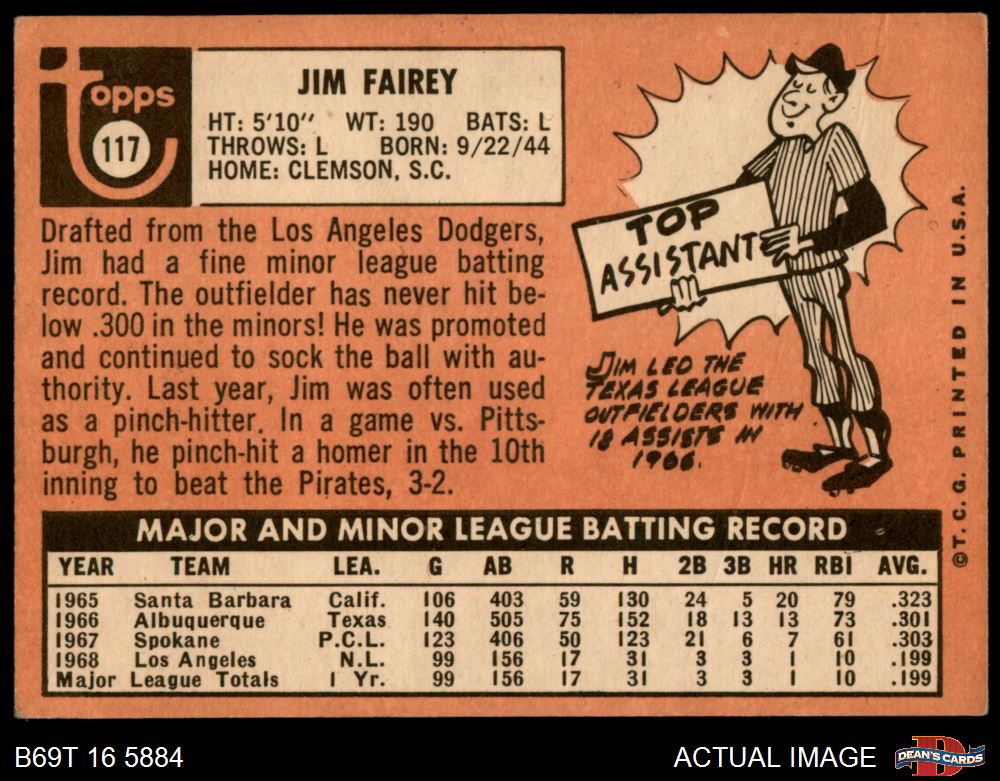 Topps
117
JIM FAIREY
HT: 5'10" WT: 190 BATS: L
THROWS: L BORN: 9/22/44
HOME: CLEMSON, S.C.
Drafted from the Los Angeles Dodgers,
Jim had a fine minor league batting
record. The outfielder has never hit be-
low .300 in the minors! He was promoted
and continued to sock the ball with au-
thority. Last year, Jim was often used
as a pinch-hitter. In a game vs. Pitts-
burgh, he pinch-hit a homer in the 10th
inning to beat the Pirates, 3-2.
TOP
ASSISTANT
JIM LED THE
TEXAS LEAGUE
OUTFIELDERS WITH
18 ASSISTS IN
1966.
©T.C.G. PRINTED IN U.S.A.
MAJOR AND MINOR LEAGUE BATTING RECORD
YEAR TEAM LEA. G AB R H 2B 3B HR RBI AVG.
1965 Santa Barbara Calif. 106 403 59 130 24 5 20 79 .323
1966 Albuquerque Texas 140 505 75 152 18 13 13 73 .301
1967 Spokane P.C.L. 123 406 50 123 21 6 7 61 .303
1968 Los Angeles N.L. 99 156 17 31 3 3 1 10 .199
Major League Totals 1 Yr. 99 156 17 31 3 3 1 10 .199
B69T 16 5884
ACTUAL IMAGE
DEAN'S CARDS